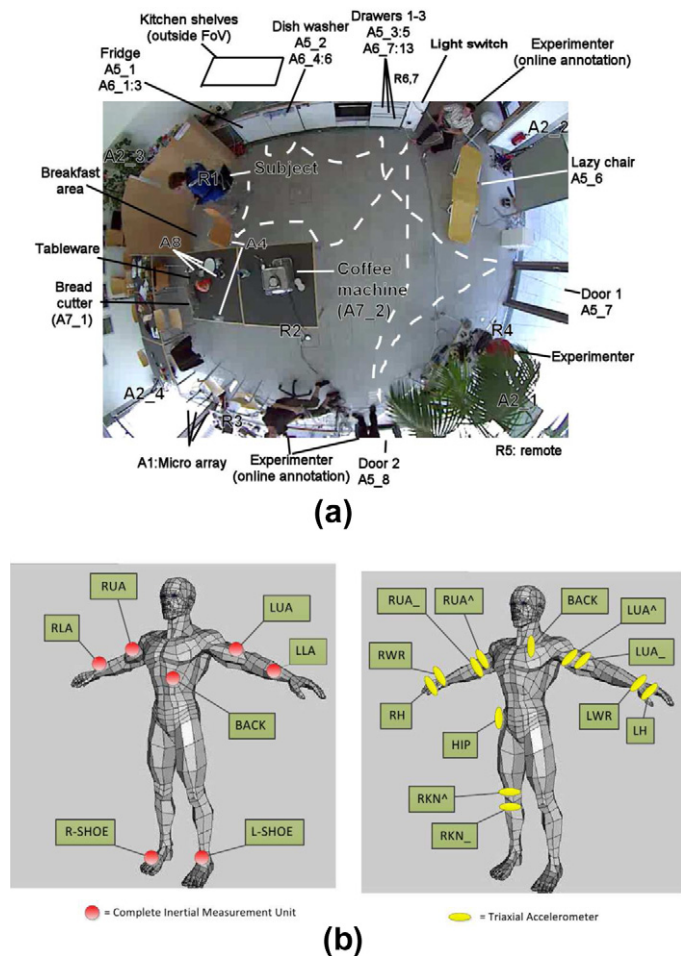 Kitchen shelves
(outside FoV)
Fridge
A5_1
A6_1:3
Dish washer
A5_2
A6_4:6
Drawers 1-3
A5_3:5
A6_7:13
R6,7
Light switch
Experimenter
(online annotation)
A2_2
A2_3
R1
Subject
Lazy chair
A5_6
Breakfast
area
A8
A4
Tableware
Bread
cutter
(A7_1)
Coffee
machine
(A7_2)
Door 1
A5_7
R2
R4
Experimenter
A2_4
A2
R3
A1:Micro array
Experimenter
(online annotation)
Door 2
A5_8
R5: remote
(a)
RUA
LUA
RLA
LLA
BACK
R-SHOE
L-SHOE
= Complete Inertial Measurement Unit
RUA_
RUA^
BACK
LUA^
LUA_
RWR
RH
LWR
LH
HIP
RKN^
RKN_
= Triaxial Accelerometer
(b)